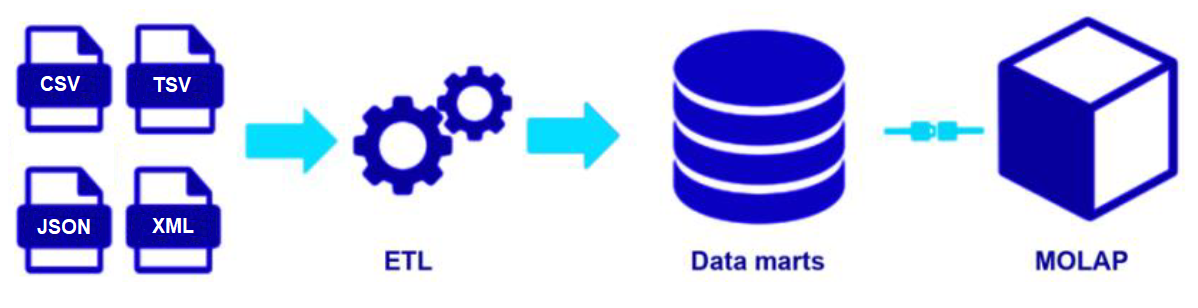 CSV
TSV
JSON
XML
ETL
Data marts
MOLAP